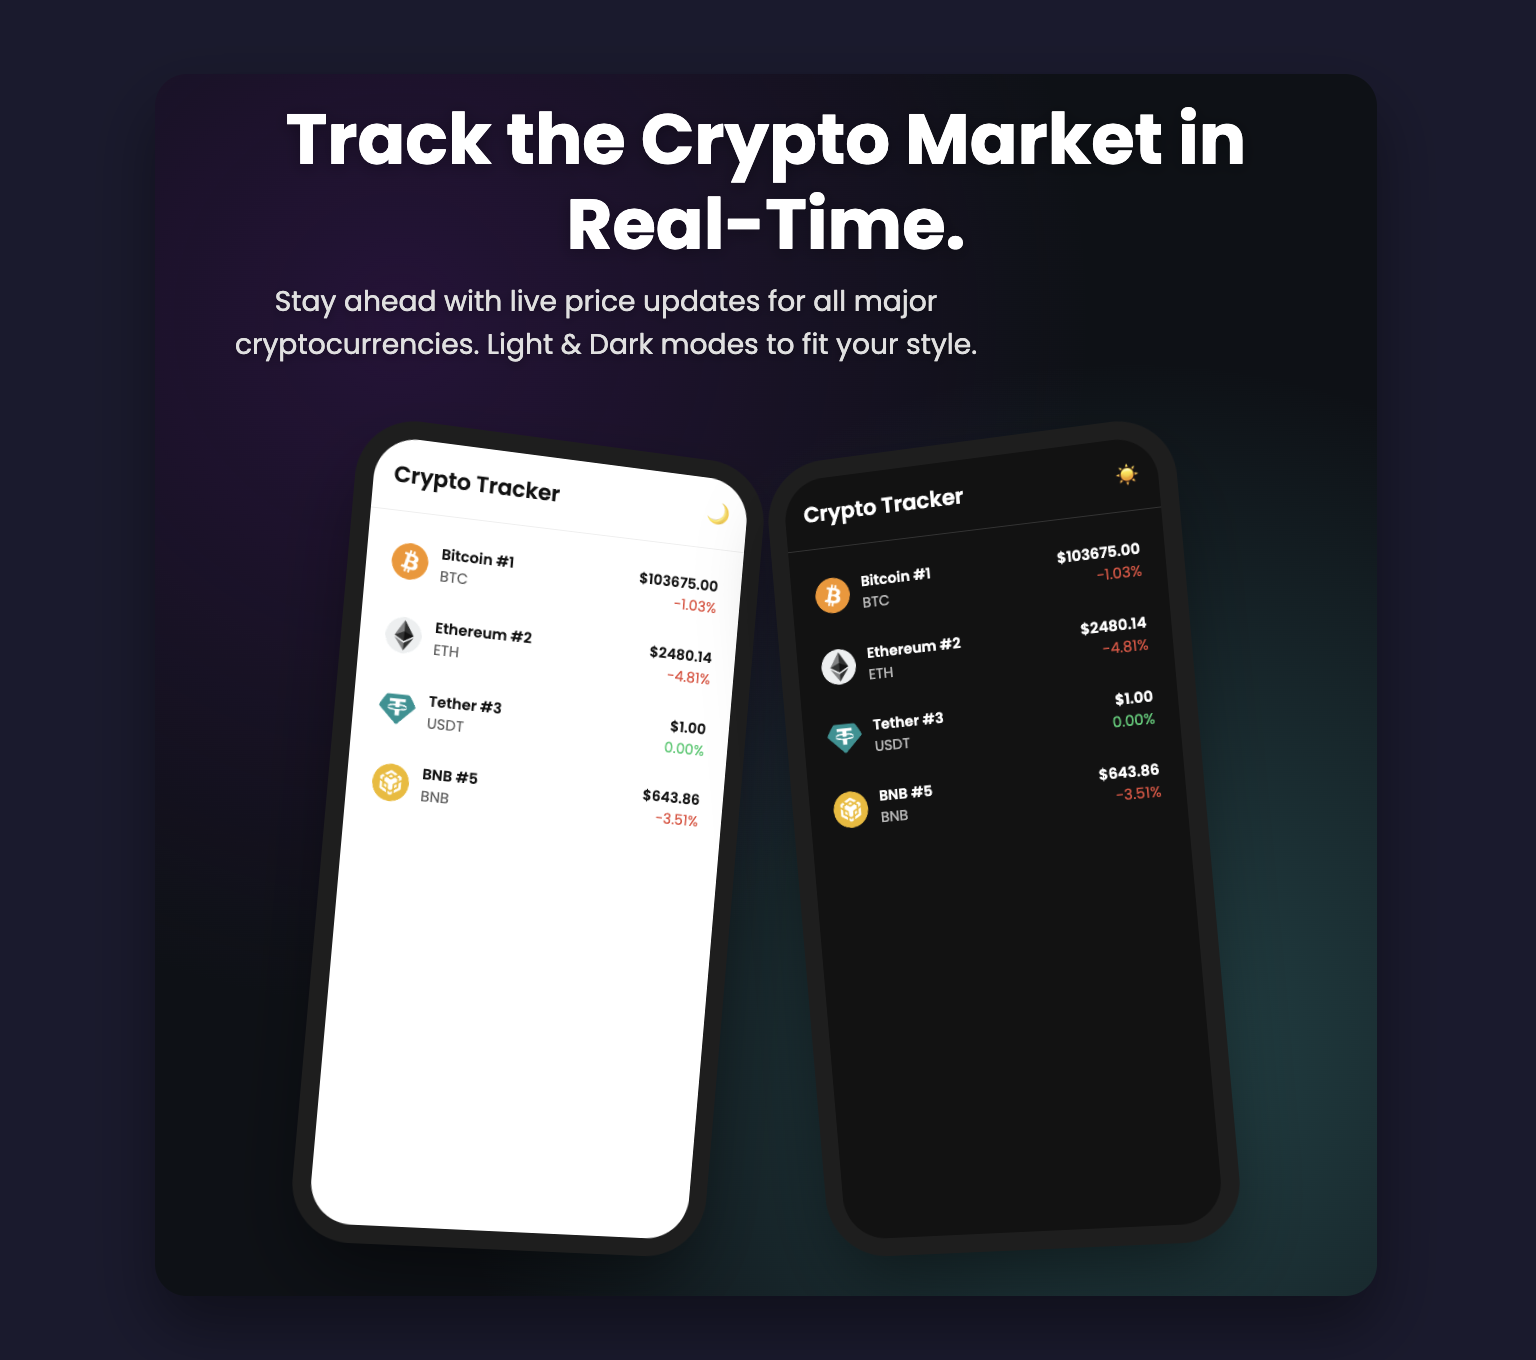 Track the Crypto Market in
Real-Time.
Stay ahead with live price updates for all major
cryptocurrencies. Light & Dark modes to fit your style.
Crypto Tracker
Bitcoin #1
BTC
$103675.00
-1.03%
Ethereum #2
ETH
$2480.14
-4.81%
Tether #3
USDT
$1.00
0.00%
BNB #5
BNB
$643.86
-3.51%
Crypto Tracker
Bitcoin #1
BTC
$103675.00
-1.03%
Ethereum #2
ETH
$2480.14
-4.81%
Tether #3
USDT
$1.00
0.00%
BNB #5
BNB
$643.86
-3.51%